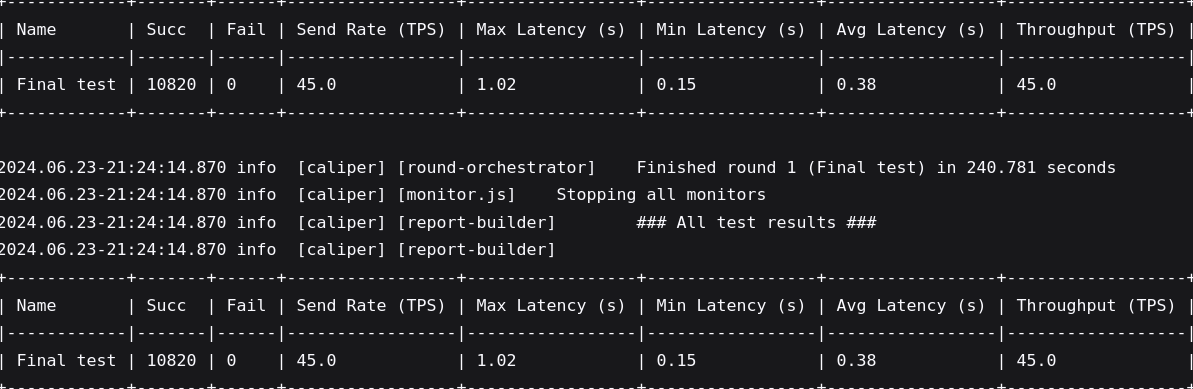 +------------+-------+------+-----------------+-----------------+-----------------+-----------------+------------------+
| Name       | Succ  | Fail | Send Rate (TPS) | Max Latency (s) | Min Latency (s) | Avg Latency (s) | Throughput (TPS) |
|------------|-------|------|-----------------|-----------------|-----------------|-----------------|------------------|
| Final test | 10820 | 0    | 45.0            | 1.02            | 0.15            | 0.38            | 45.0             |
+------------+-------+------+-----------------+-----------------+-----------------+-----------------+------------------+
2024.06.23-21:24:14.870 info  [caliper] [round-orchestrator]    Finished round 1 (Final test) in 240.781 seconds
2024.06.23-21:24:14.870 info  [caliper] [monitor.js]    Stopping all monitors
2024.06.23-21:24:14.870 info  [caliper] [report-builder]        ### All test results ###
2024.06.23-21:24:14.870 info  [caliper] [report-builder]
+------------+-------+------+-----------------+-----------------+-----------------+-----------------+------------------+
| Name       | Succ  | Fail | Send Rate (TPS) | Max Latency (s) | Min Latency (s) | Avg Latency (s) | Throughput (TPS) |
|------------|-------|------|-----------------|-----------------|-----------------|-----------------|------------------|
| Final test | 10820 | 0    | 45.0            | 1.02            | 0.15            | 0.38            | 45.0             |
+------------+-------+------+-----------------+-----------------+-----------------+-----------------+------------------+